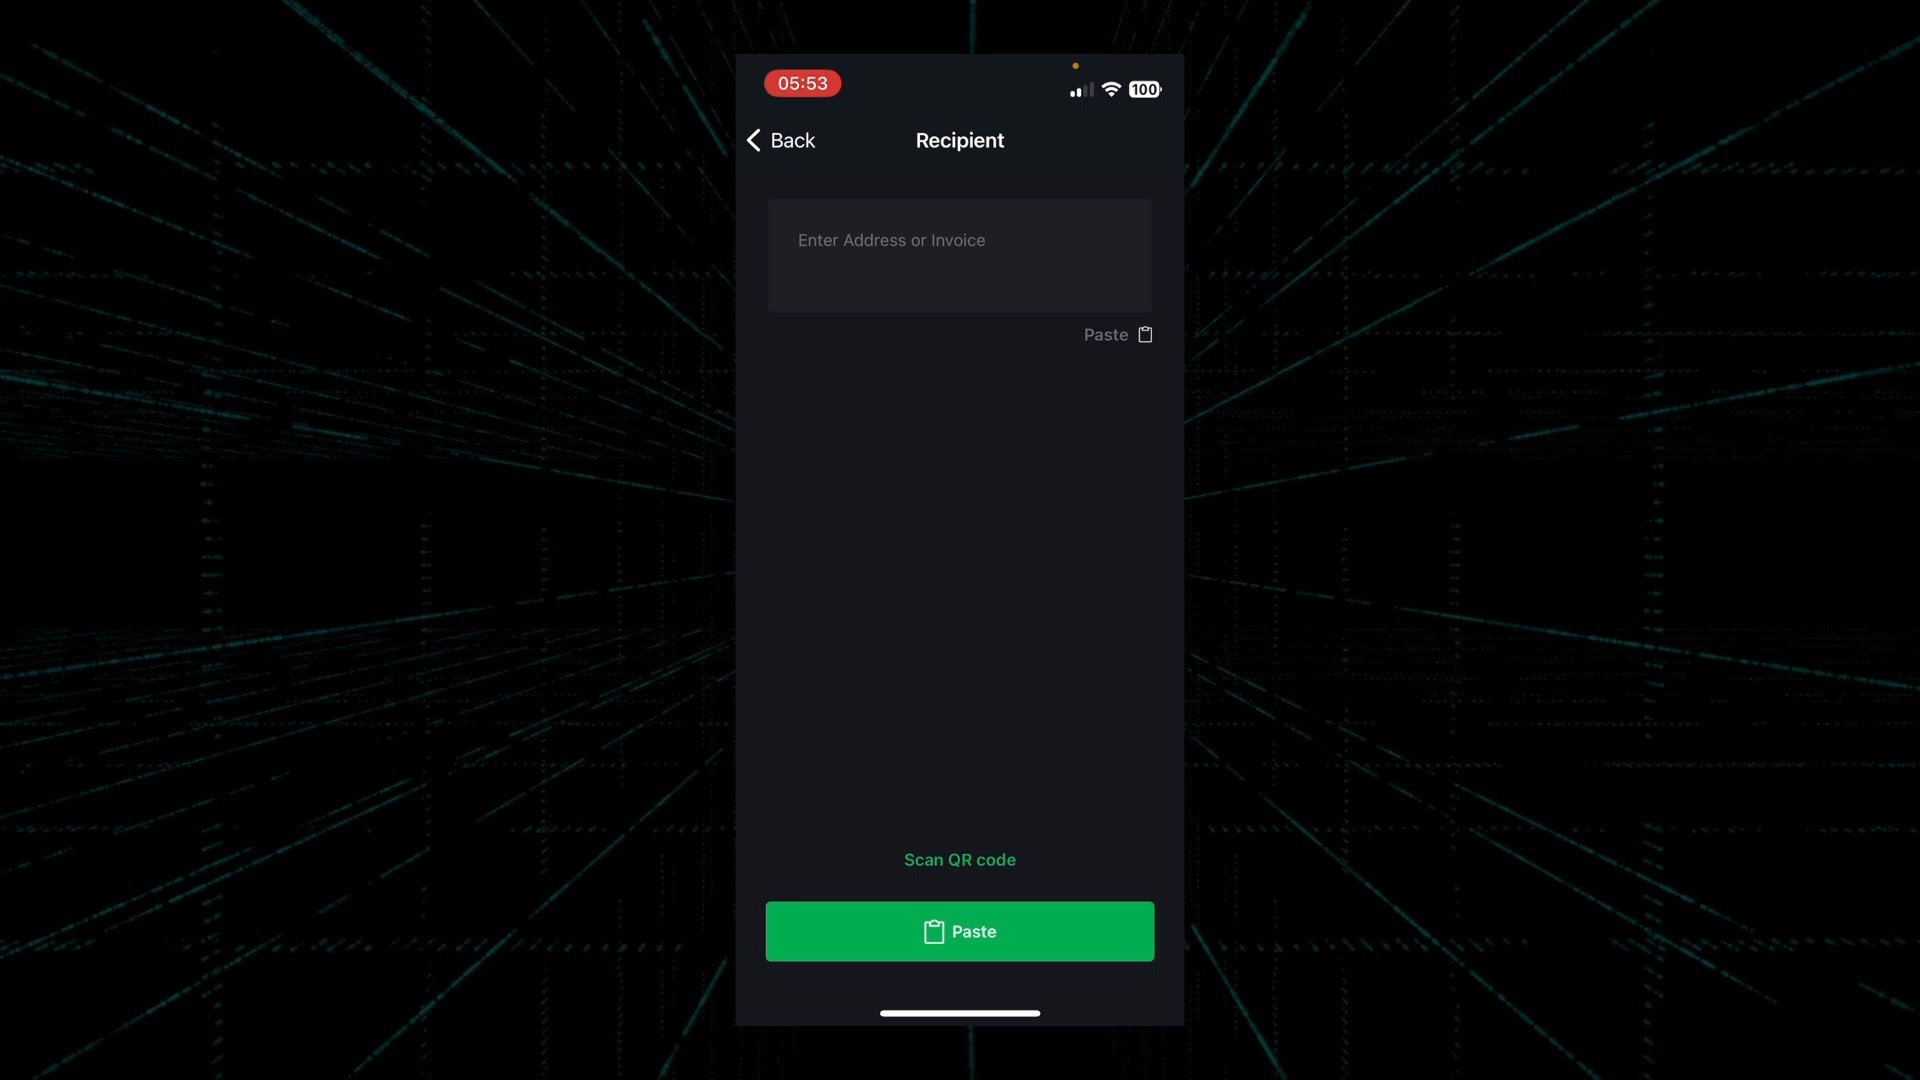 05:53
100
Back
Recipient
Enter Address or Invoice
Paste
Scan QR code
Paste